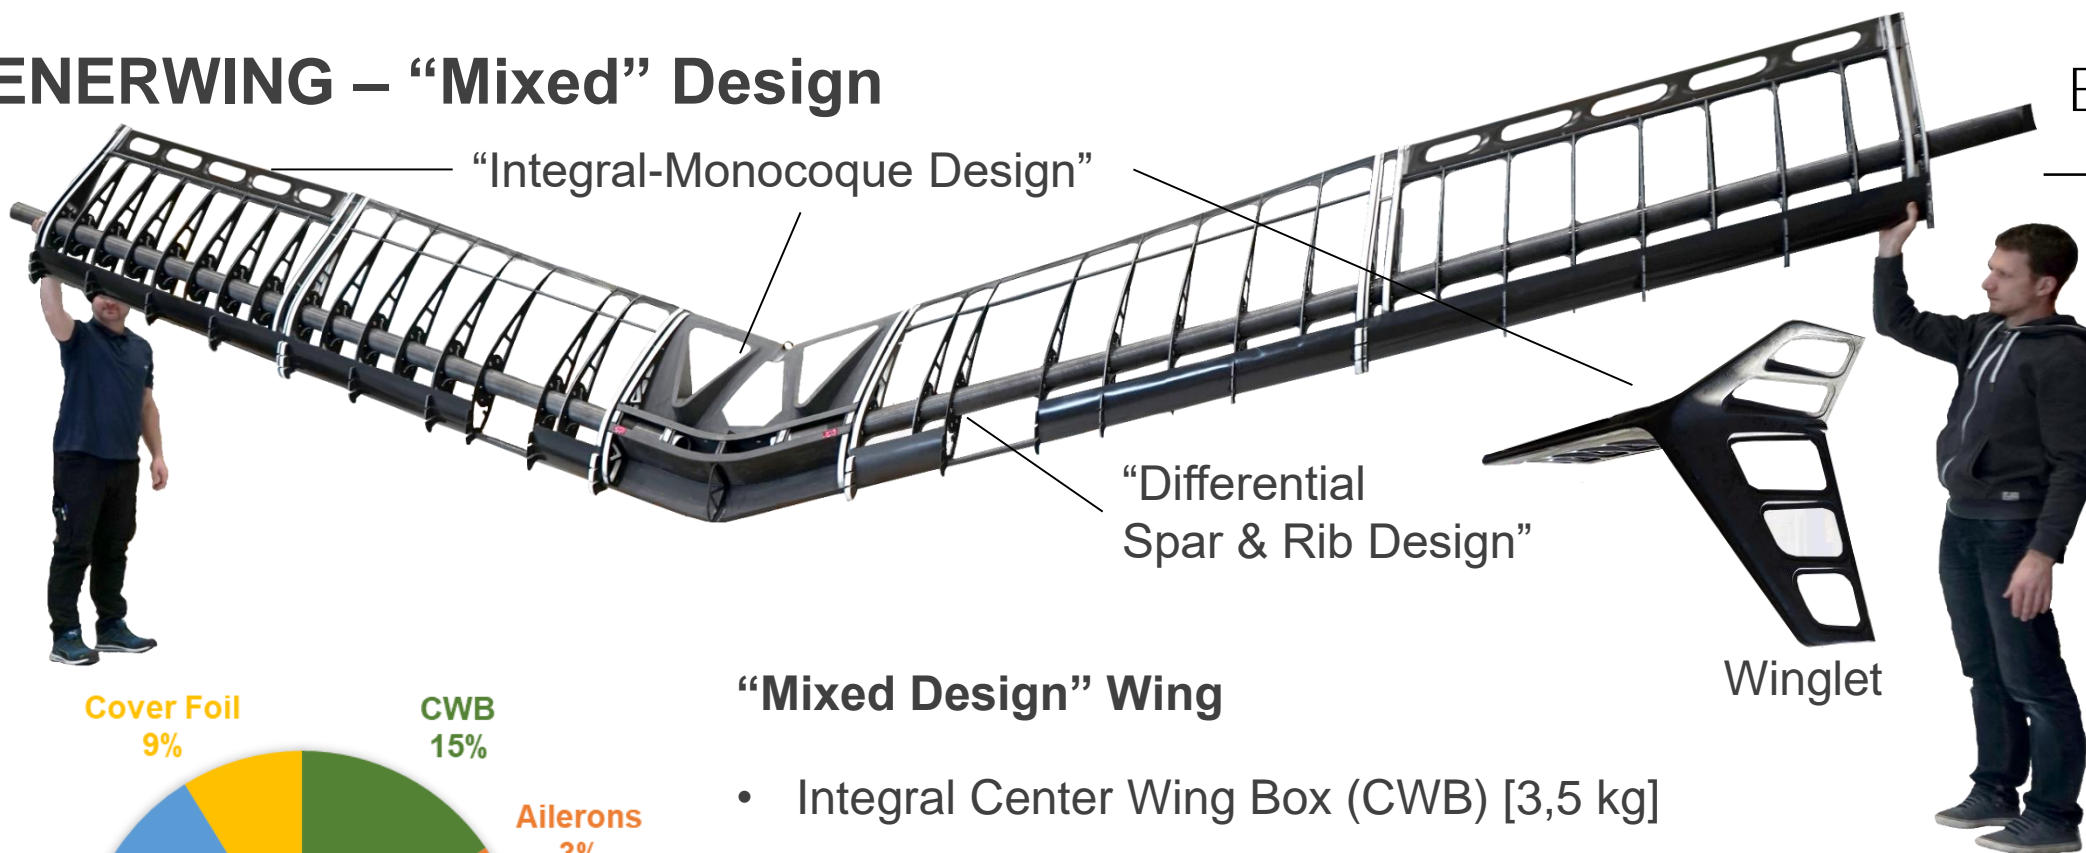 ENERWING – “Mixed” Design
“Integral-Monocoque Design”
“Differential
Spar & Rib Design”
Winglet
Cover Foil
9%
CWB
15%
Ailerons
3%
“Mixed Design” Wing
• Integral Center Wing Box (CWB) [3,5 kg]